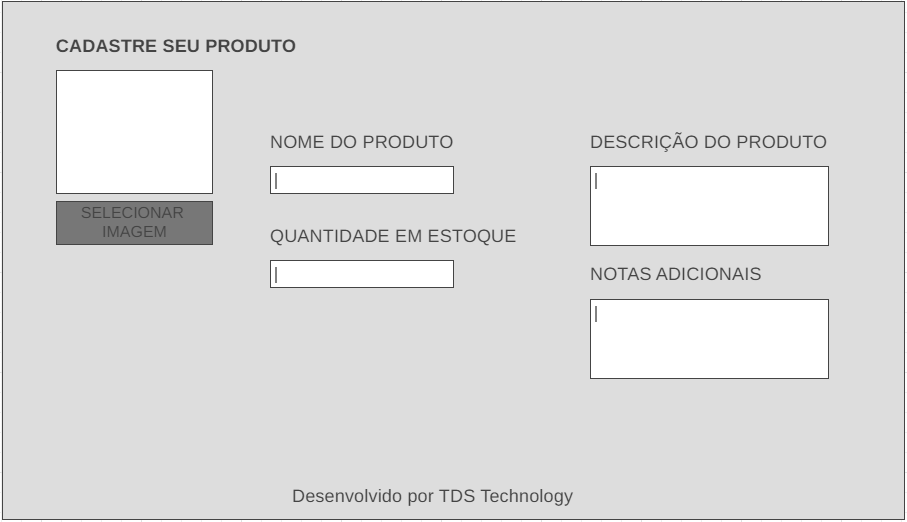 CADASTRE SEU PRODUTO
SELECIONAR
IMAGEM
NOME DO PRODUTO
QUANTIDADE EM ESTOQUE
DESCRIÇÃO DO PRODUTO
NOTAS ADICIONAIS
Desenvolvido por TDS Technology